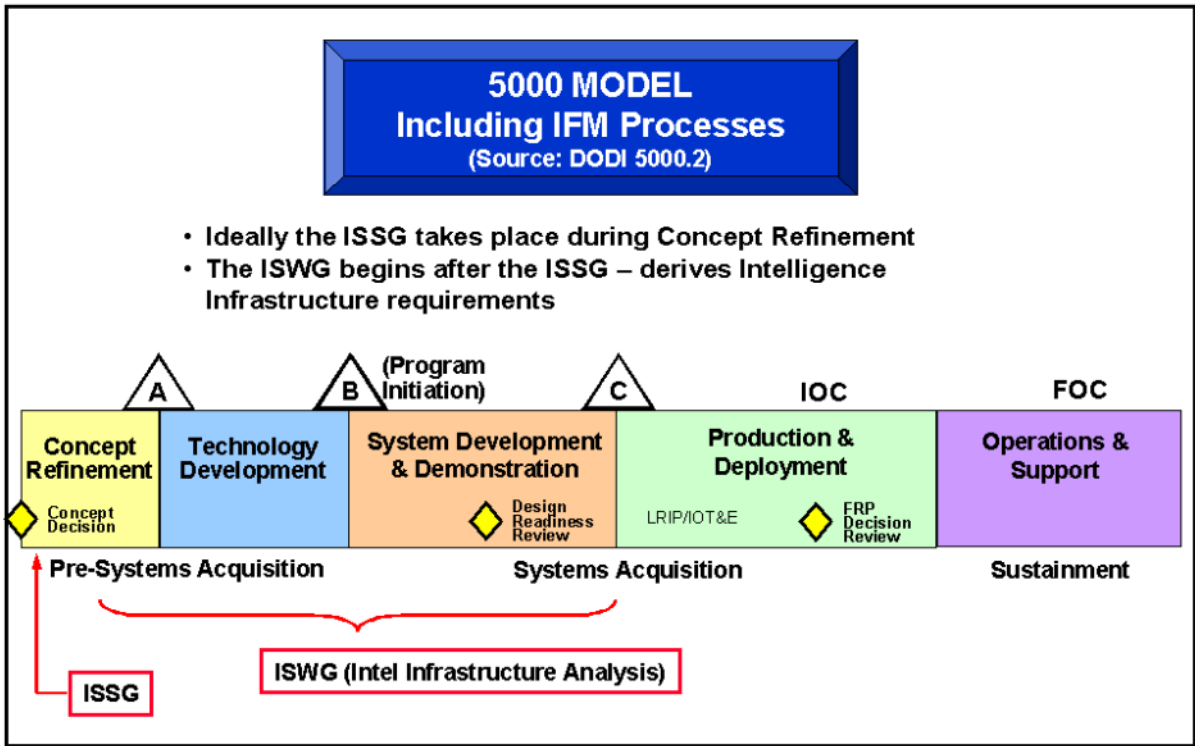 5000 MODEL
Including IFM Processes
(Source: DODI 5000.2)
• Ideally the ISSG takes place during Concept Refinement
• The ISWG begins after the ISSG – derives Intelligence
Infrastructure requirements
A
B
(Program
Initiation)
C
IOC
FOC
Concept
Refinement
Technology
Development
System Development
& Demonstration
Production &
Deployment
Operations &
Support
Concept
Decision
Design
Readiness
Review
LRIP/IOT&E
FRP
Decision
Review
Pre-Systems Acquisition
Systems Acquisition
Sustainment
ISWG (Intel Infrastructure Analysis)
ISSG